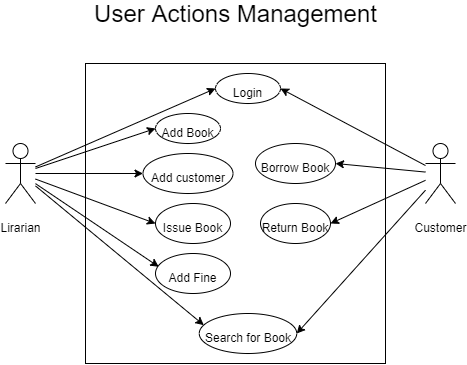 User Actions Management
Login
Add Book
Borrow Book
Add customer
Lirarian
Issue Book
Return Book
Customer
Add Fine
Search for Book